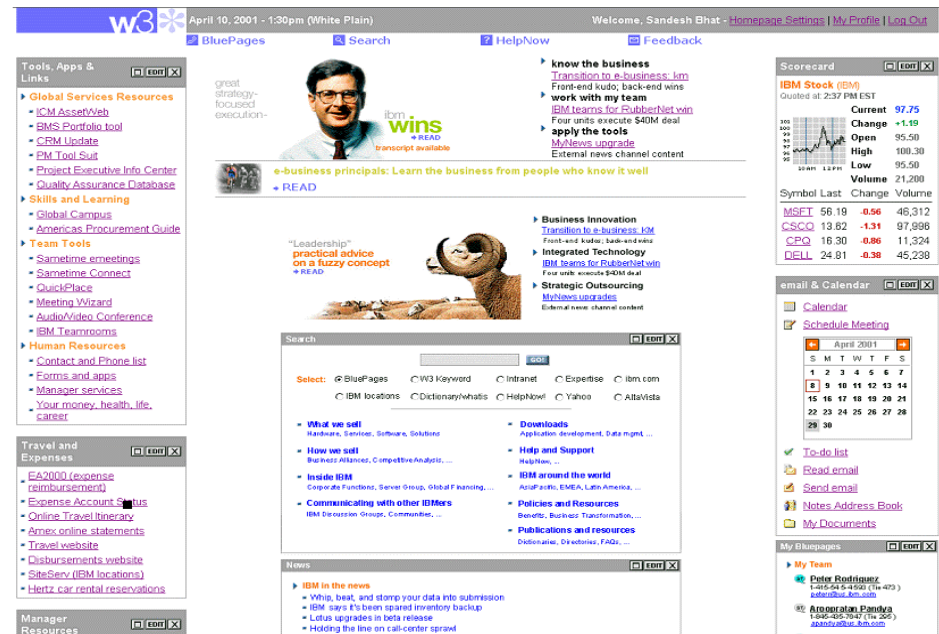 w3
April 10, 2001 - 1:30pm (White Plain)
Welcome, Sandesh Bhat - Homepage Settings | My Profile | Log Out
BluePages
Search
HelpNow
Feedback
Tools, Apps & Links
EDIT
Global Services Resources
ICM AssetWeb
BMS Portfolio tool
CRM Update
PM Tool Suit
Project Executive Info Center
Quality Assurance Database
Skills and Learning
Global Campus
Americas Procurement Guide
Team Tools
Sametime emeetings
Sametime Connect
QuickPlace
Meeting Wizard
Audio/Video Conference
IBM Teamrooms
Human Resources
Contact and Phone list
Forms and apps
Manager services
Your money, health, life,
career
Travel and
Expenses
EDIT
EA2000 (expense
reimbursement)
Expense Account Status
Online Travel Itinerary
Amex online statements
Travel website
Disbursements website
SiteServ (IBM locations)
Hertz car rental reservations
Manager
Resources
EDIT
great
strategy-
focused
execution-
ibm
wins
READ
transcript available
know the business
Transition to e-business: km
Front-end kudo; back-end wins
work with my team
IBM teams for RubberNet win
Four units execute $40M deal
apply the tools
MyNews upgrade
External news channel content
e-business principals: Learn the business from people who know it well
READ
"Leadership"
practical advice
on a fuzzy concept
READ
Business Innovation
Transition to e-business: KM
Front-end kudos; back-end wins
Integrated Technology
IBM teams for RubberNet win
Four units execute $40M deal
Strategic Outsourcing
MyNews upgrades
External news channel content
Search
EDIT
GO!
Select:
BluePages
W3 Keyword
Intranet
Expertise
ibm.com
IBM locations
Dictionary/whatis
HelpNow!
Yahoo
AltaVista
What we sell
Hardware, Services, Software, Solutions
How we sell
Business Alliances, Competitive Analysis, ...
Inside IBM
Corporate Functions, Server Group, Global Financing, ...
Communicating with other IBMers
IBM Discussion Groups, Communities, ...
Downloads
Application development, Data mgmt, ...
Help and Support
HelpNow, ...
IBM around the world
AsiaPacific, EMEA, Latin America, ...
Policies and Resources
Benefits, Business Transformation, ...
Publications and resources
Dictionaries, Directories, FAQs, ...
News
EDIT
IBM in the news
Whip, beat, and stomp your data into submission
IBM says it's been spared inventory backup
Lotus upgrades in beta release
Holding the line on call-center sprawl
Scorecard
EDIT
IBM Stock (IBM)
Quoted at 2:37 PM EST
Current 97.75
Change +1.19
Open 95.50
High 100.30
Low 95.50
Volume 21,200
10AM 12PM
Symbol Last Change Volume
MSFT 56.19 -0.56 46,312
CSCO 13.62 -1.31 97,996
CPQ 16.30 -0.86 11,324
DELL 24.81 -0.38 45,238
email & Calendar
EDIT
Calendar
Schedule Meeting
April 2001
S M T W T F S
1 2 3 4 5 6 7
8 9 10 11 12 13 14
15 16 17 18 19 20 21
22 23 24 25 26 27 28
29 30
To-do list
Read email
Send email
Notes Address Book
My Documents
My Bluepages
EDIT
My Team
Peter Rodriguez
1-415-545-4593 (Tie 473)
peterr@us.ibm.com
Aroopratan Pandya
1-845-435-7847 (Tie 295)
apandya@us.ibm.com